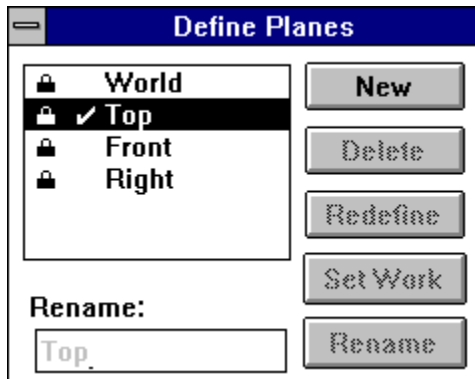 Define Planes
World
✓ Top
Front
Right
New
Delete
Redefine
Set Work
Rename
Rename:
Top